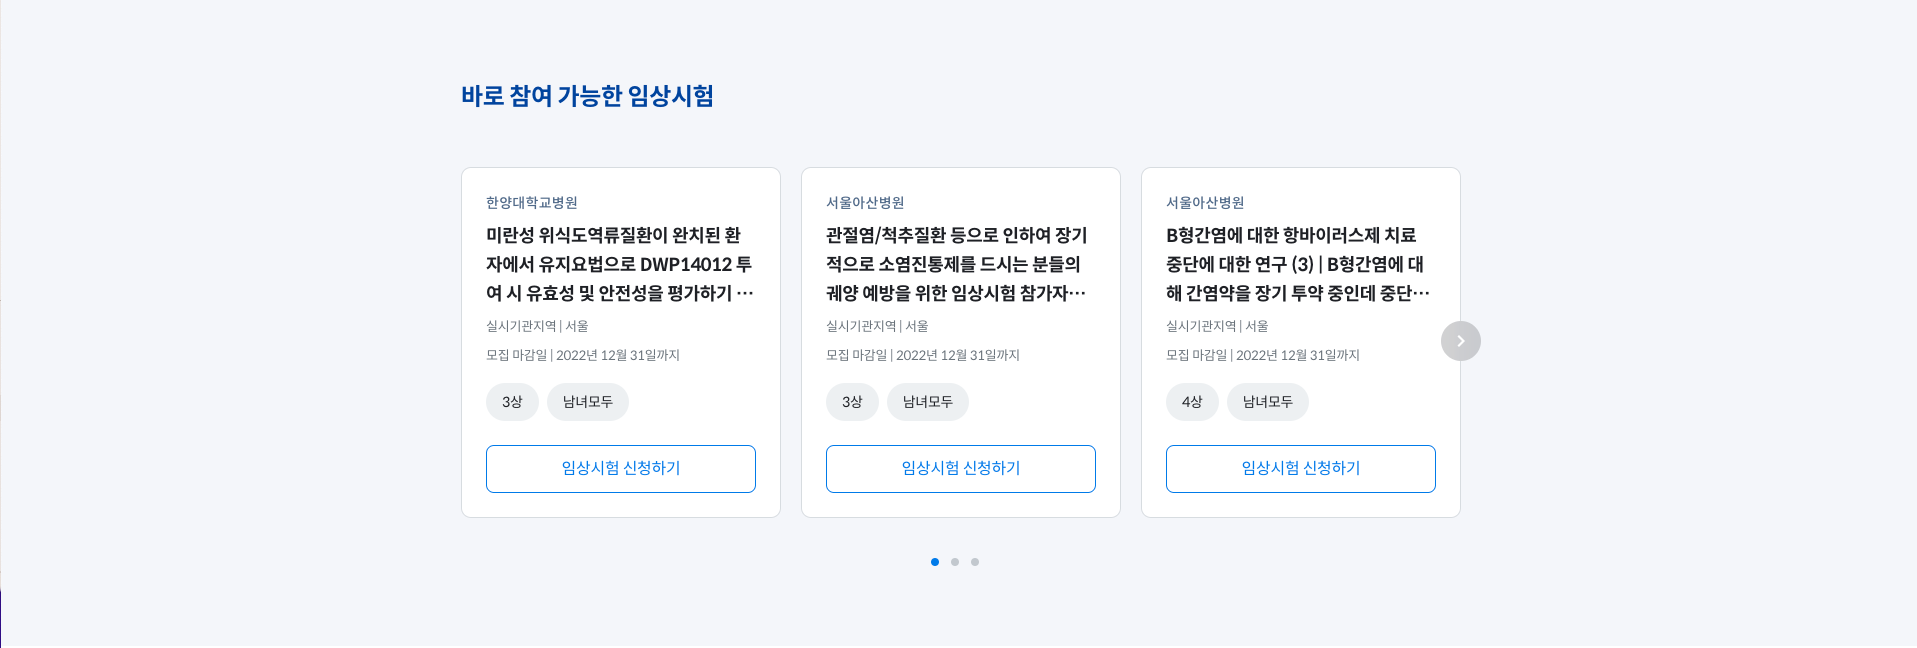 바로 참여 가능한 임상시험
한양대학교병원
미란성 위식도역류질환이 완치된 환
자에서 유지요법으로 DWP14012 투
여 시 유효성 및 안전성을 평가하기 …
실시기관지역 | 서울
모집 마감일 | 2022년 12월 31일까지
3상
남녀모두
임상시험 신청하기
서울아산병원
관절염/척추질환 등으로 인하여 장기
적으로 소염진통제를 드시는 분들의
궤양 예방을 위한 임상시험 참가자…
실시기관지역 | 서울
모집 마감일 | 2022년 12월 31일까지
3상
남녀모두
임상시험 신청하기
서울아산병원
B형간염에 대한 항바이러스제 치료
중단에 대한 연구 (3) | B형간염에 대
해 간염약을 장기 투약 중인데 중단…
실시기관지역 | 서울
모집 마감일 | 2022년 12월 31일까지
4상
남녀모두
임상시험 신청하기